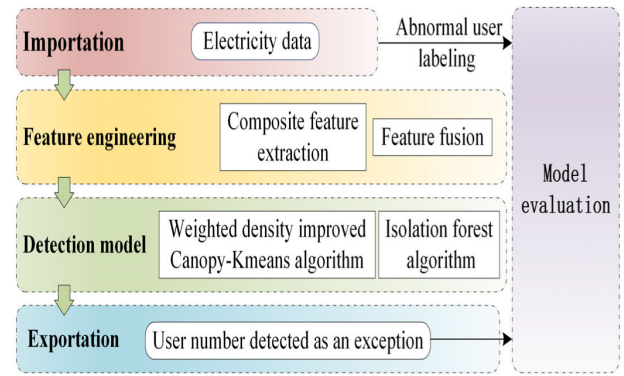 Importation
Electricity data
Abnormal user
labeling
Feature engineering
Composite feature
extraction
Feature fusion
Model
evaluation
Detection model
Weighted density improved
Canopy-Kmeans algorithm
Isolation forest
algorithm
Exportation
User number detected as an exception